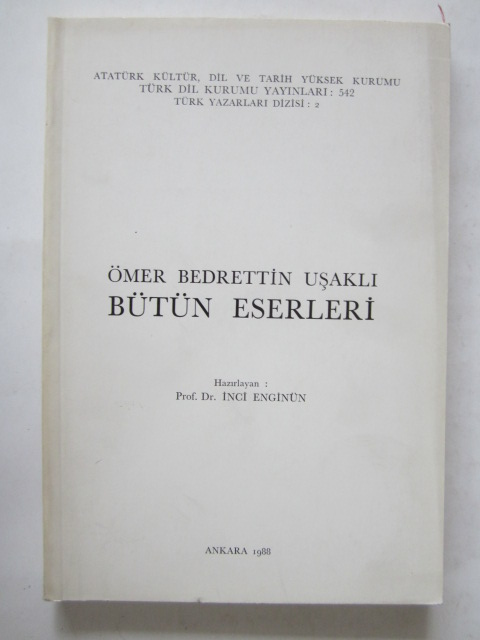 ATATÜRK KÜLTÜR, DİL VE TARİH YÜKSEK KURUMU
TÜRK DİL KURUMU YAYINLARI: 542
TÜRK YAZARLARI DİZİSİ: 2
ÖMER BEDRETTİN UŞAKLI
BÜTÜN ESERLERİ
Hazırlayan :
Prof. Dr. İNCİ ENGİNÜN
ANKARA 1988